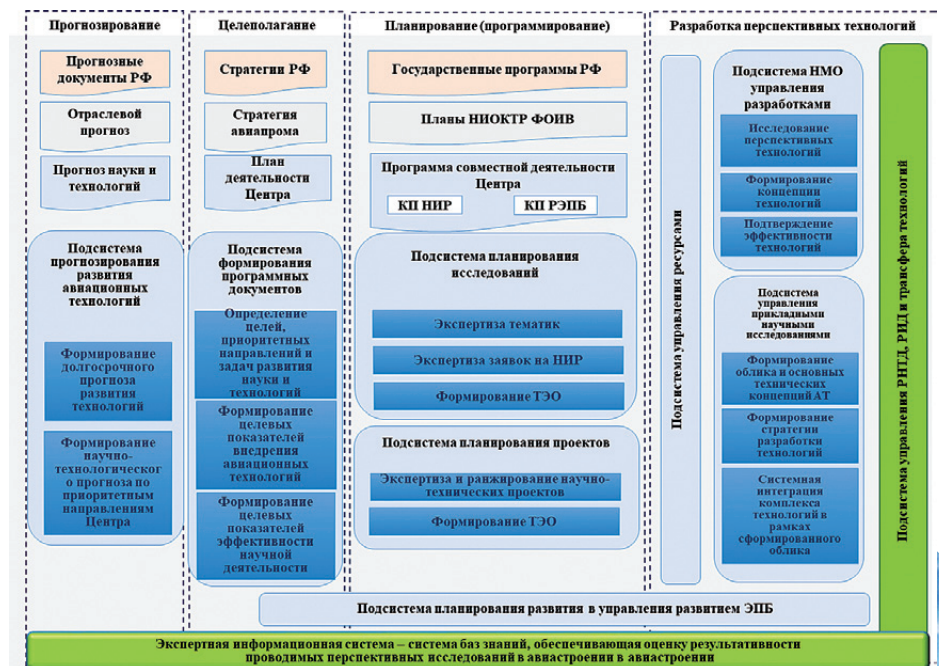 Прогнозирование
Прогнозные
документы РФ
Отраслевой
прогноз
Прогноз науки и
технологий
Подсистема
прогнозирования
развития
авиационных
технологий
Формирование
долгосрочного
прогноза
развития
технологий
Формирование
научно-
технологическог
о прогноза по
приоритетным
направлениям
Центра
Целеполагание
Стратегии РФ
Стратегия
авиапрома
План
деятельности
Центра
Подсистема
формирования
программных
документов
Определение
целей,
приоритетных
направлений и
задач развития
науки и
технологий
Формирование
целевых
показателей
внедрения
авиационных
технологий
Формирование
целевых
показателей
эффективности
научной
деятельности
Планирование (программирование)
Государственные программы РФ
Планы НИОКТР ФОИВ
Программа совместной деятельности
Центра
КП НИР
КП РЭПБ
Подсистема планирования
исследований
Экспертиза тематик
Экспертиза заявок на НИР
Формирование ТЭО
Подсистема планирования проектов
Экспертиза и ранжирование научно-
технических проектов
Формирование ТЭО
Разработка перспективных технологий
Подсистема управления ресурсами
Подсистема НМО
управления
разработками
Исследование
перспективных
технологий
Формирование
концепции
технологий
Подтверждение
эффективности
технологий
Подсистема
управления
прикладными
научными
исследованиями
Формирование
облика и основных
технических
концепций АТ
Формирование
стратегии
разработки
технологий
Системная
интеграция
комплекса
технологий в
рамках
сформированного
облика
Подсистема управления РНТД, РИД и трансфера технологий
Подсистема планирования развития в управления развитием ЭПБ
Экспертная информационная система – система баз знаний, обеспечивающая оценку результативности
проводимых перспективных исследований в авиастроении в авиастроении